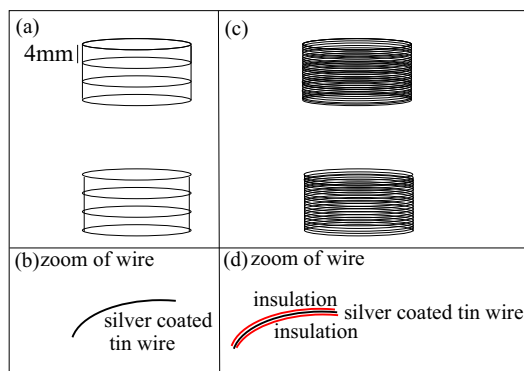 (a)
4mm
(c)
(b) zoom of wire
silver coated
tin wire
(d) zoom of wire
insulation
silver coated tin wire
insulation